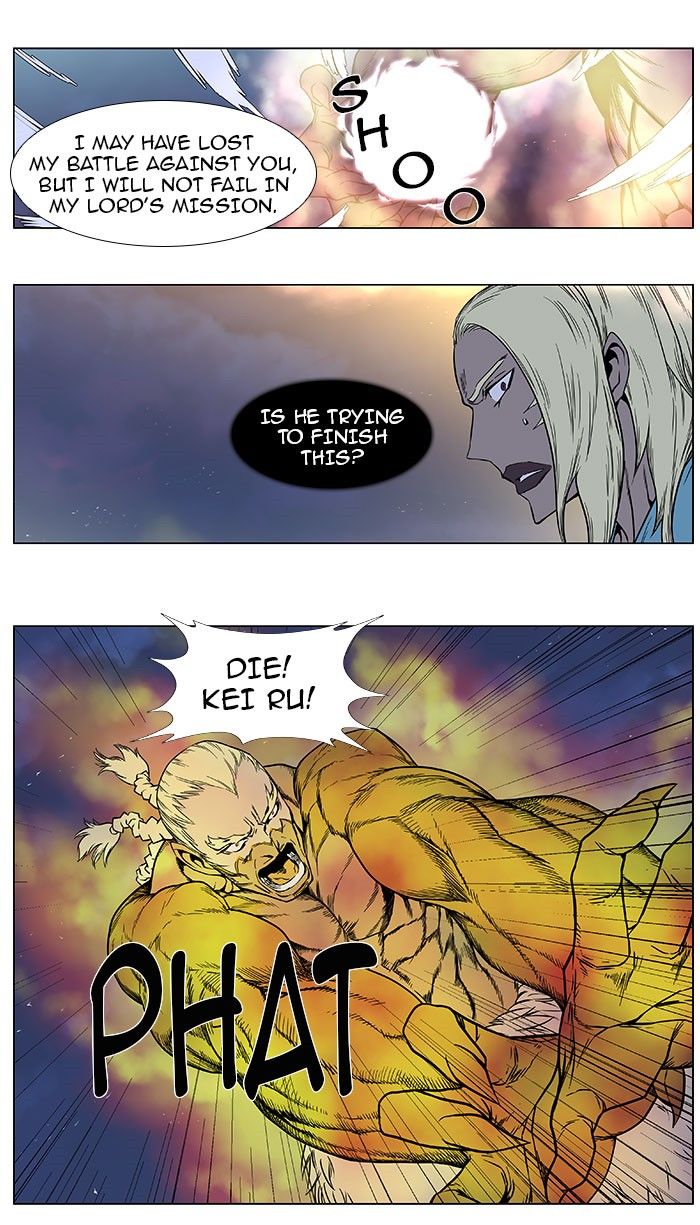 I MAY HAVE LOST
MY BATTLE AGAINST YOU,
BUT I WILL NOT FAIL IN
MY LORD'S MISSION.
SHOO
IS HE TRYING
TO FINISH
THIS?
DIE!
KEI RU!
PHAT